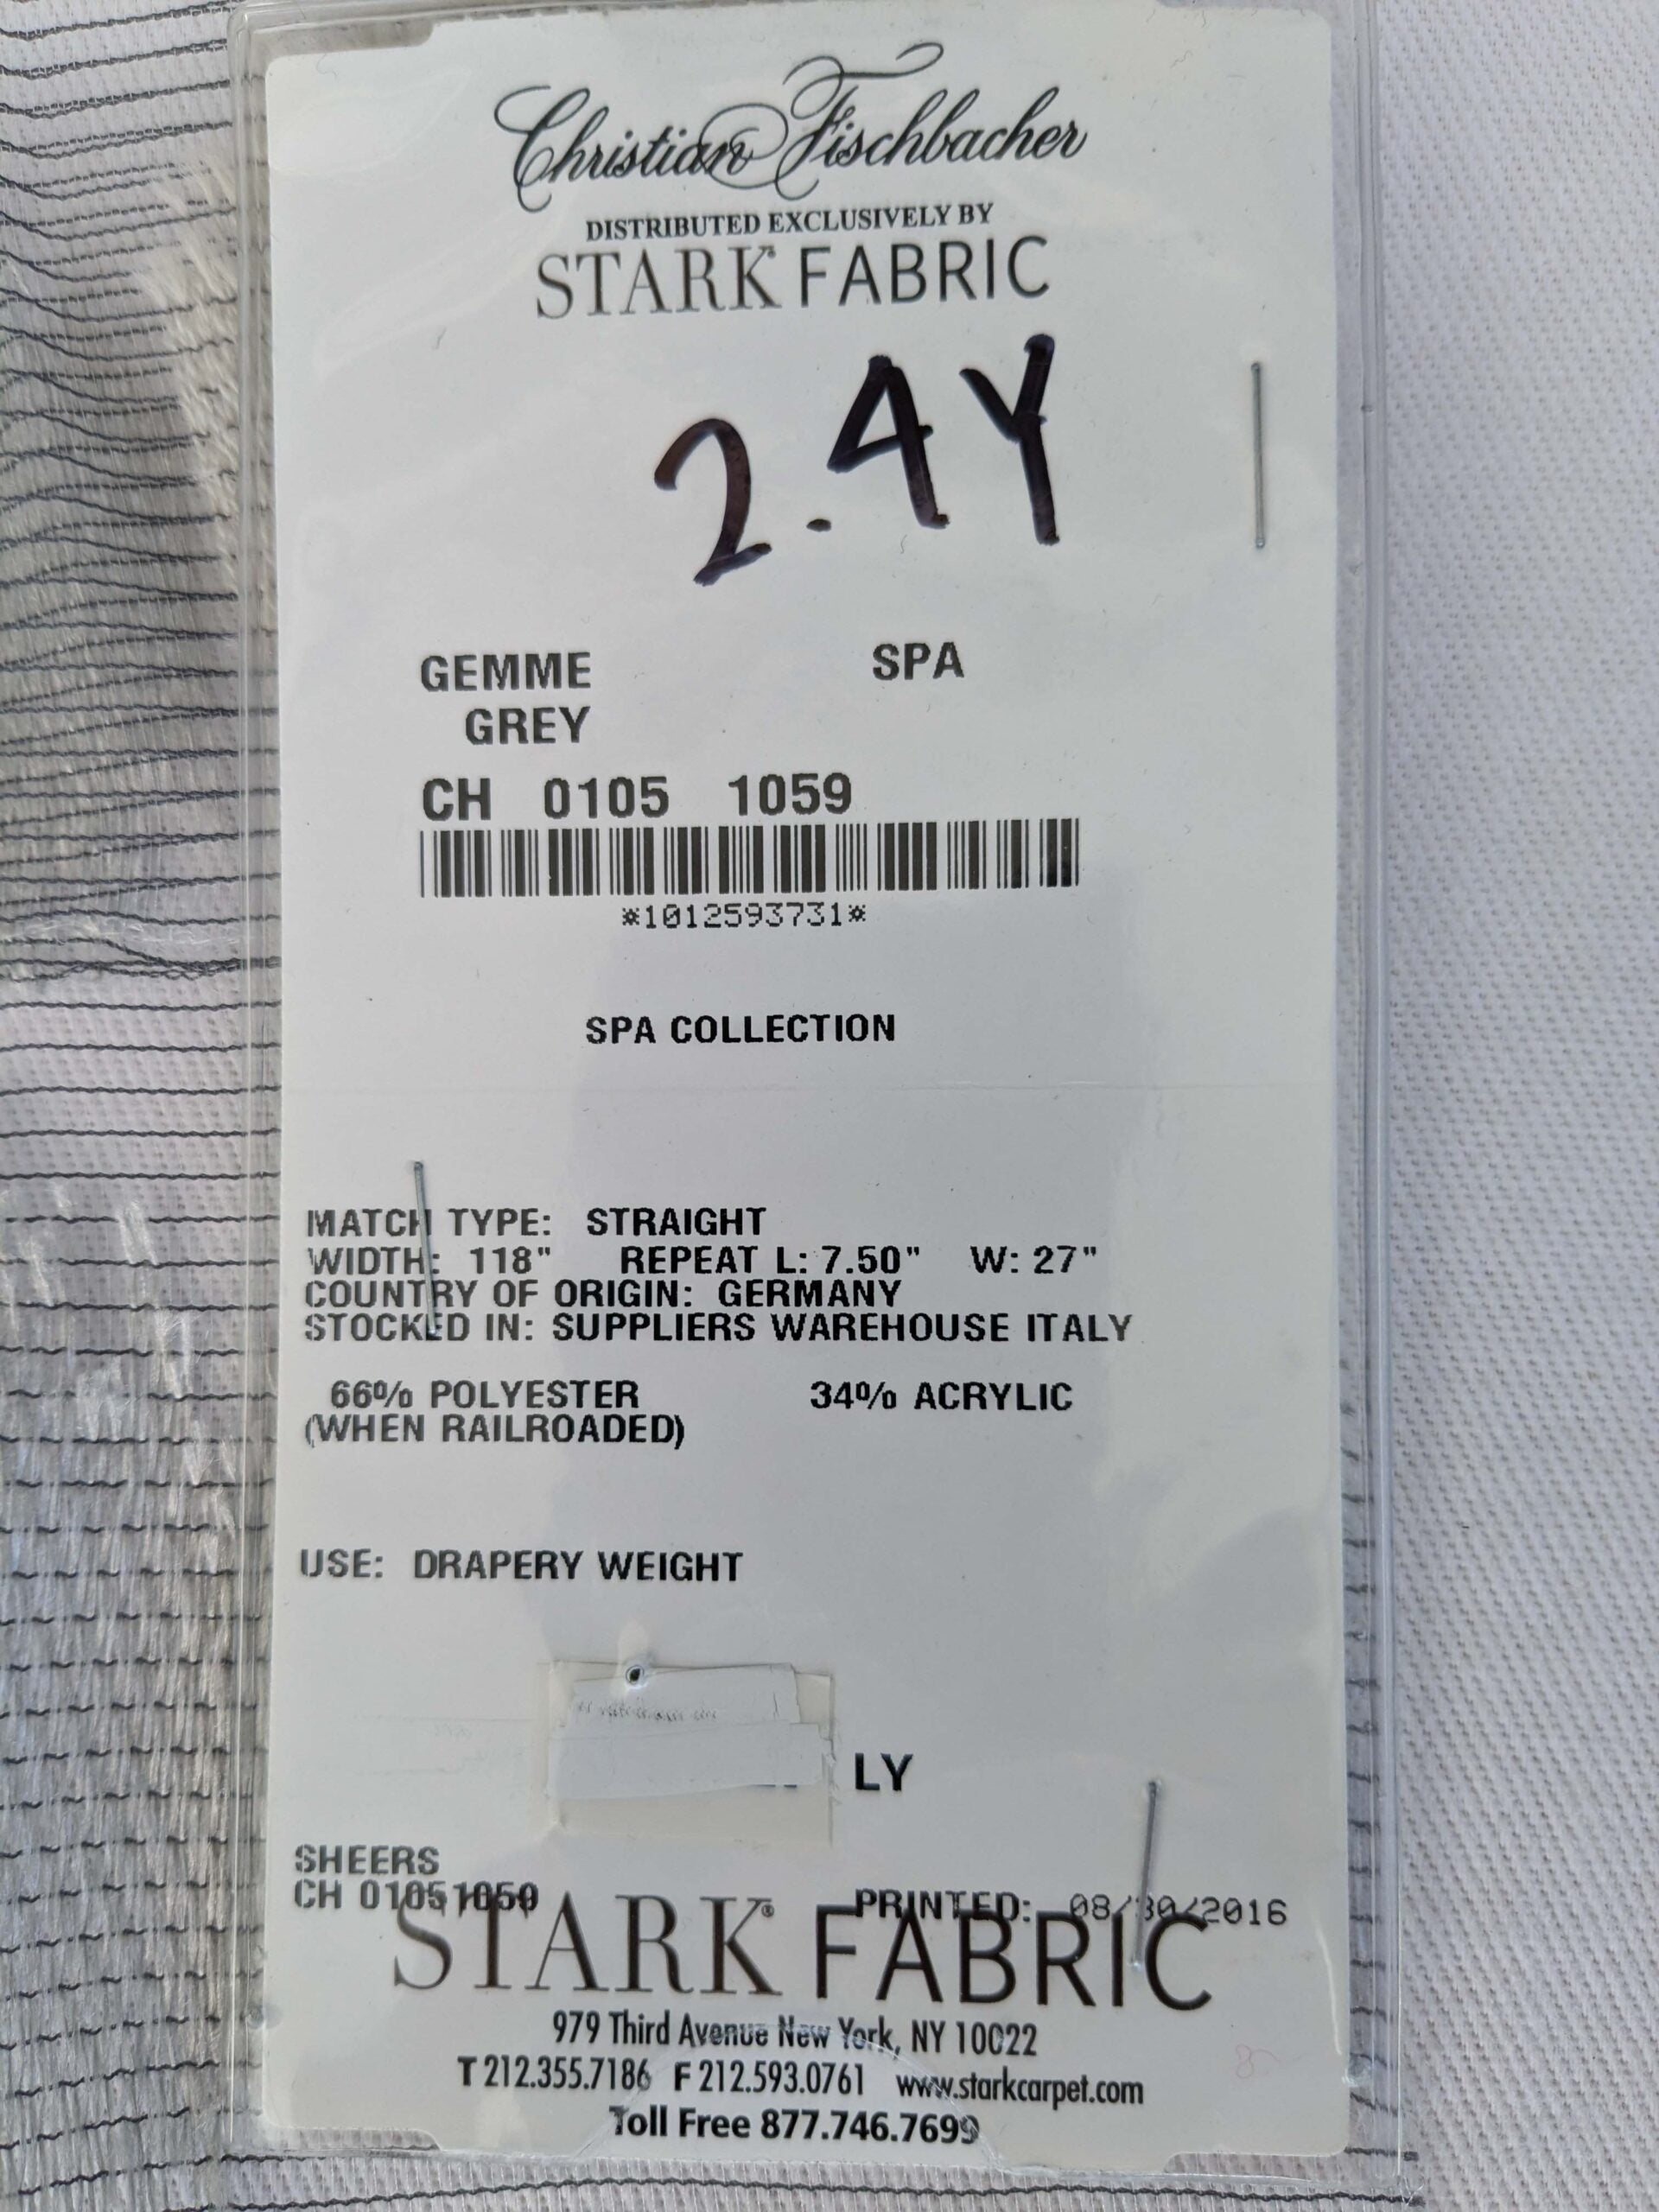 Christian Fischbacher
DISTRIBUTED EXCLUSIVELY BY
STARK FABRIC
2.4Y
GEMME SPA
GREY
CH 0105 1059
*1012593731*
SPA COLLECTION
MATCH TYPE: STRAIGHT
WIDTH: 118" REPEAT L: 7.50" W: 27"
COUNTRY OF ORIGIN: GERMANY
STOCKED IN: SUPPLIERS WAREHOUSE ITALY
66% POLYESTER 34% ACRYLIC
(WHEN RAILROADED)
USE: DRAPERY WEIGHT
LY
SHEERS
CH 01051059 PRINTED: 08/30/2016
STARK® FABRIC
979 Third Avenue New York, NY 10022
T 212.355.7186 F 212.593.0761 www.starkcarpet.com
Toll Free 877.746.7699